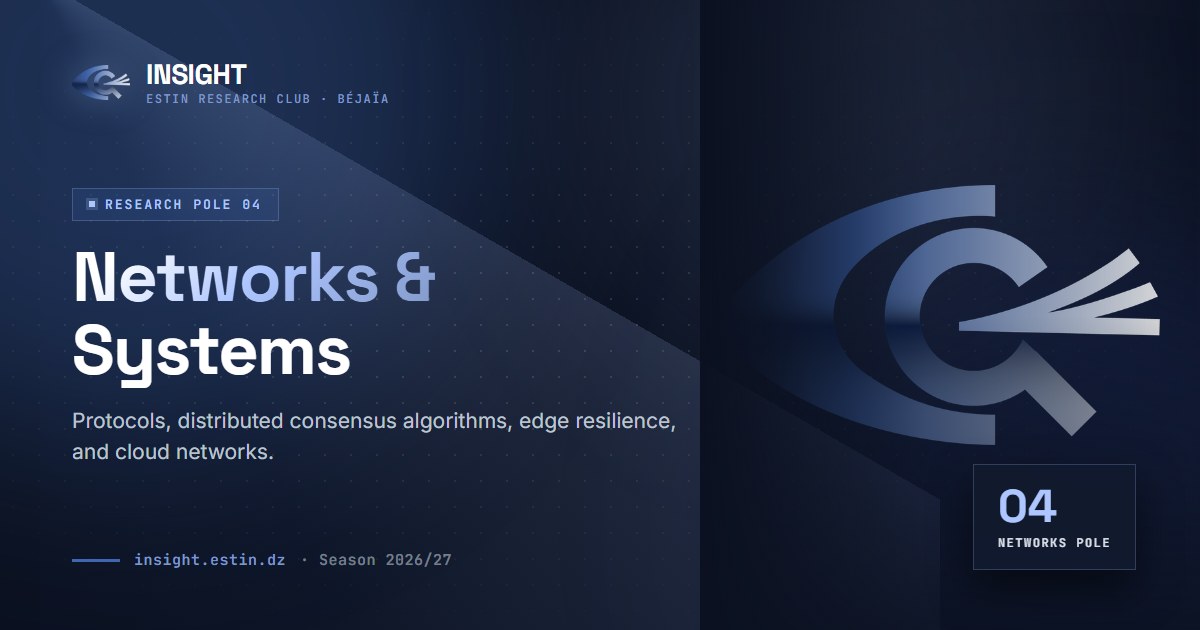 INSIGHT
ESTIN RESEARCH CLUB · BÉJAÏA
RESEARCH POLE 04
Networks &
Systems
Protocols, distributed consensus algorithms, edge resilience,
and cloud networks.
insight.estin.dz · Season 2026/27
04
NETWORKS POLE